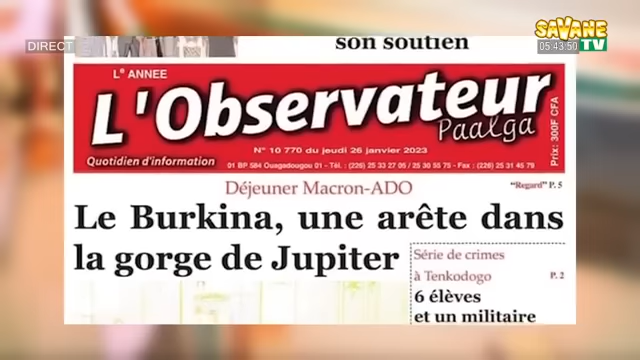 DIRECT
SAVANE
05:43:50 TV
son soutien
Lᵉ ANNEE
L'Observateur
Paalga
Prix: 300F CFA
N° 10 770 du jeudi 26 janvier 2023
Quotidien d'information
01 BP 584 Ouagadougou 01 - Tél. : (226) 25 33 27 05 / 25 30 55 75 - Fax : (226) 25 31 45 79
Déjeuner Macron-ADO
"Regard" P. 5
Le Burkina, une arête dans
la gorge de Jupiter
Série de crimes
à Tenkodogo
P. 2
6 élèves
et un militaire